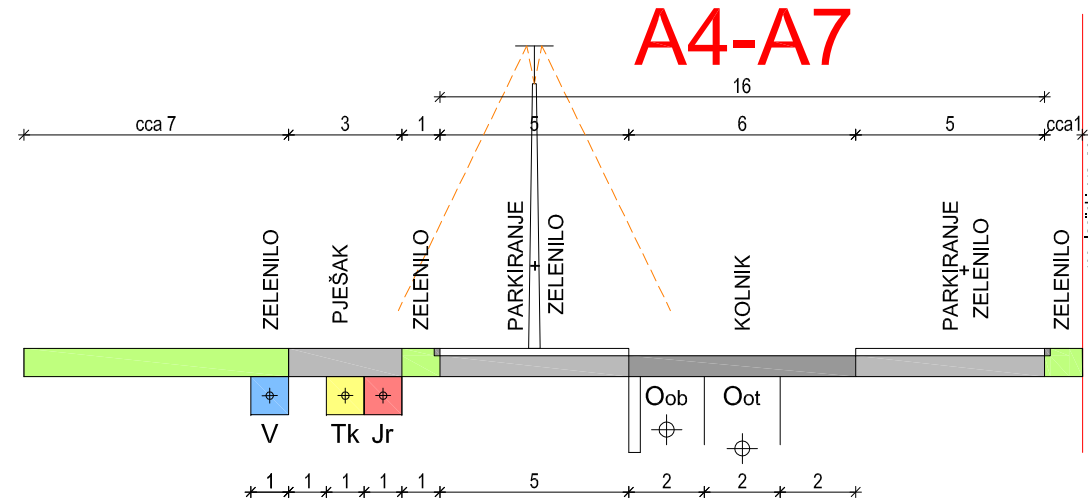 A4-A7
16
cca 7
3
1
5
6
5
cca1
ZELENILO
PJEŠAK
ZELENILO
PARKIRANJE
+
ZELENILO
KOLNIK
PARKIRANJE
+
ZELENILO
ZELENILO
V
Tk
Jr
Oob
Oot
1
1
1
1
1
5
2
2
2